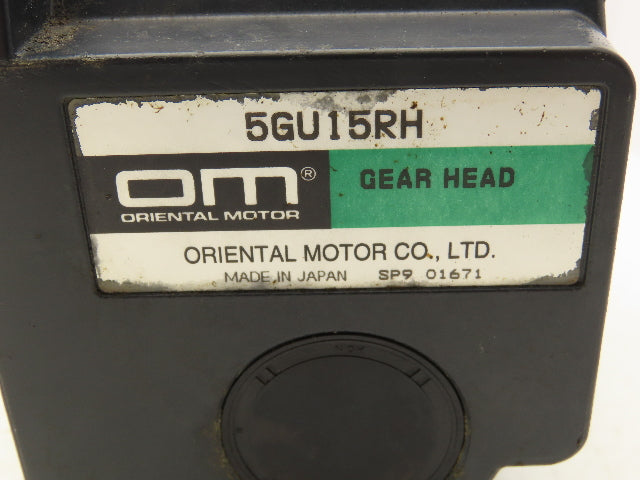 5GU15RH
om®
ORIENTAL MOTOR
GEAR HEAD
ORIENTAL MOTOR CO., LTD.
MADE IN JAPAN SP9 01671